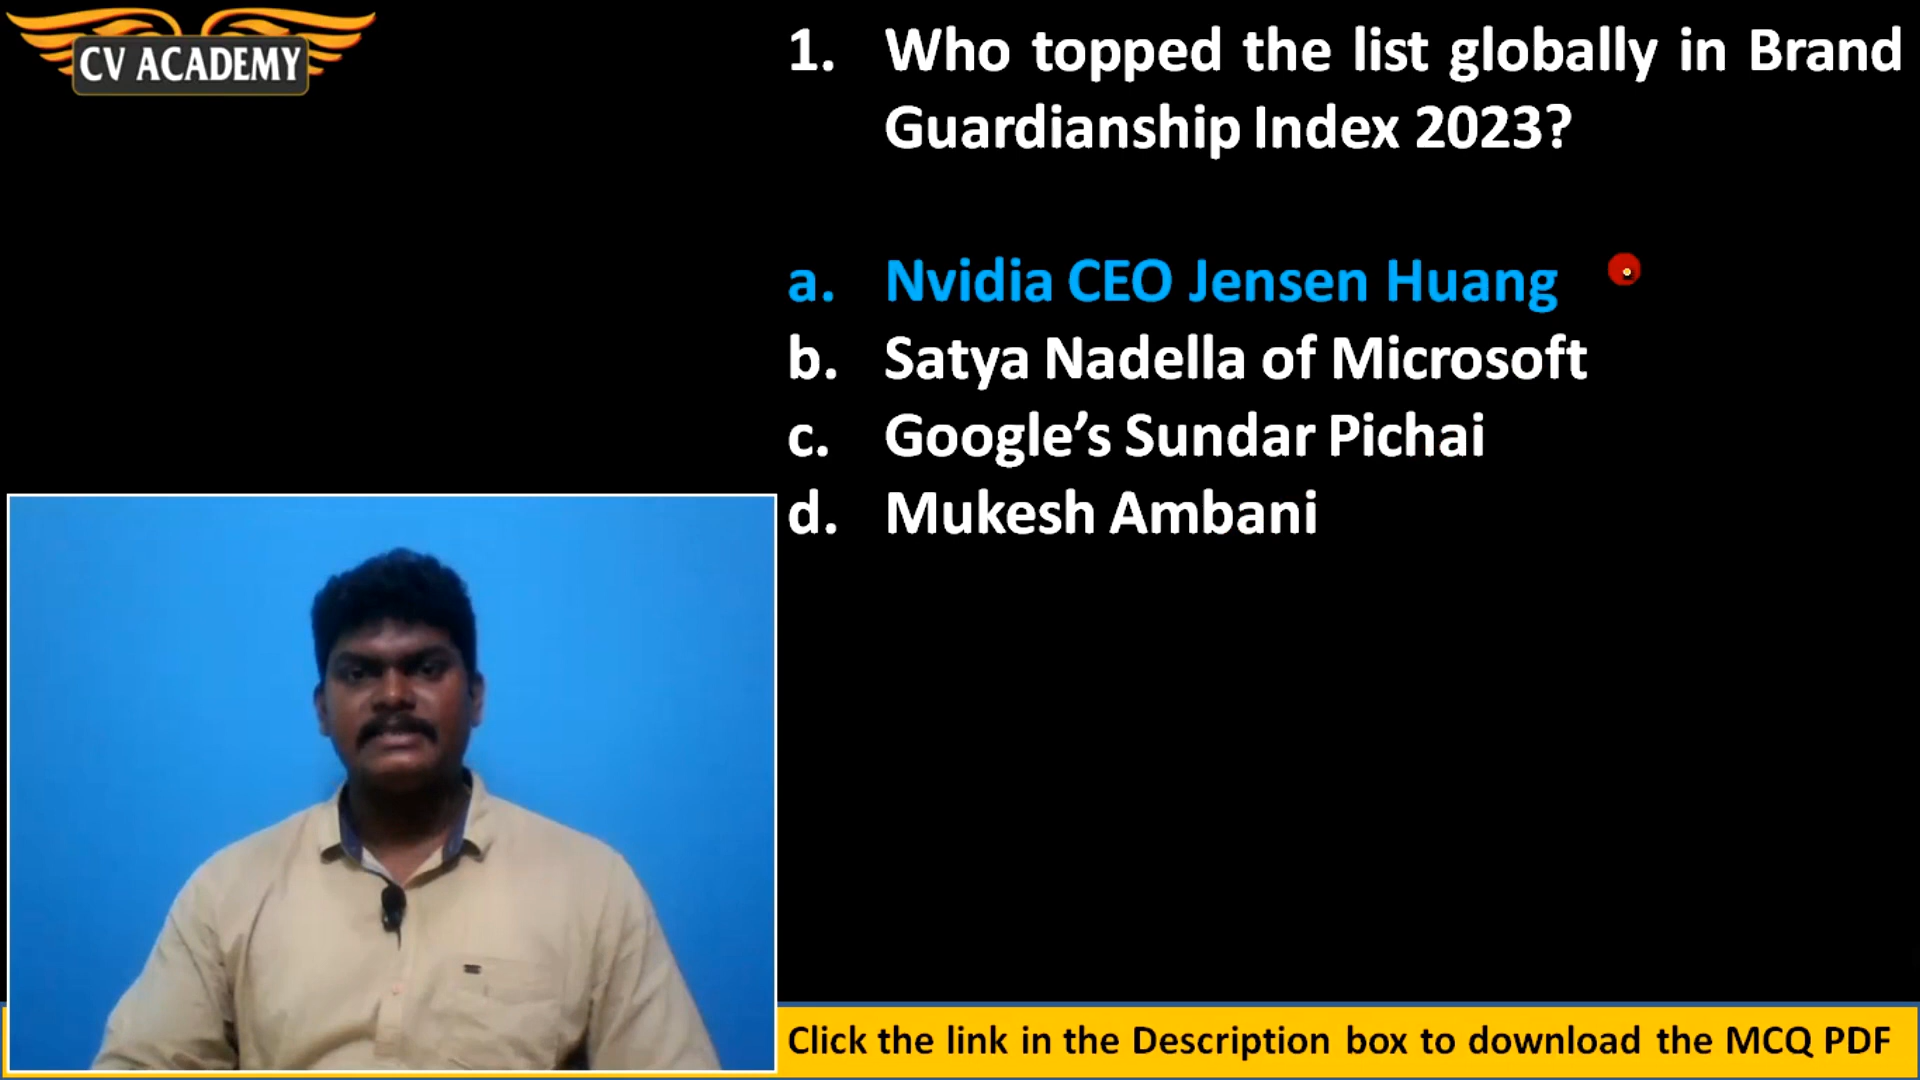 CV ACADEMY
1. Who topped the list globally in Brand
Guardianship Index 2023?
a. Nvidia CEO Jensen Huang
b. Satya Nadella of Microsoft
c. Google’s Sundar Pichai
d. Mukesh Ambani
Click the link in the Description box to download the MCQ PDF